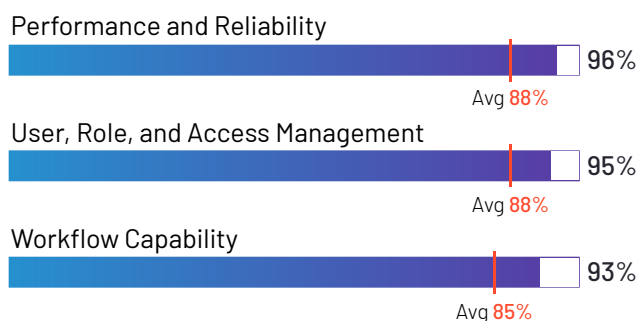 Performance and Reliability
96%
Avg 88%
User, Role, and Access Management
95%
Avg 88%
Workflow Capability
93%
Avg 85%